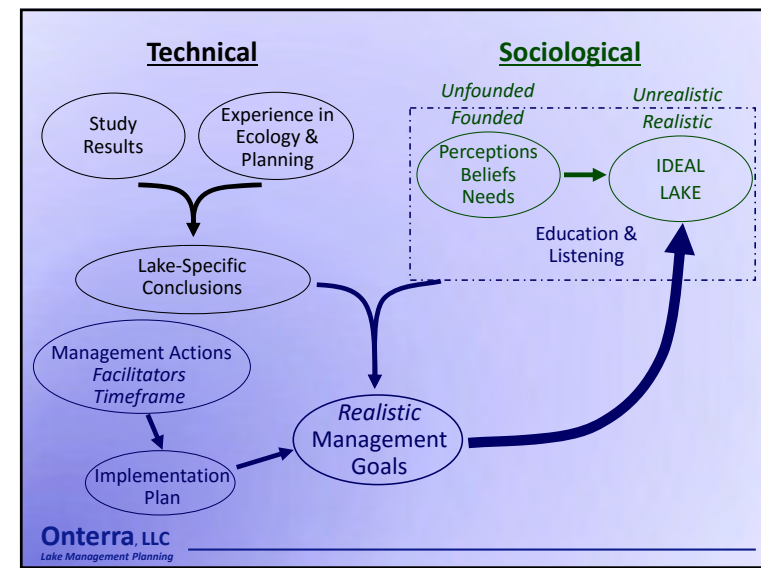 Technical
Study
Results
Experience in
Ecology &
Planning
Lake-Specific
Conclusions
Management Actions
Facilitators
Timeframe
Implementation
Plan
Sociological
Unfounded
Founded
Perceptions
Beliefs
Needs
Unrealistic
Realistic
IDEAL
LAKE
Education &
Listening
Realistic
Management
Goals
Onterra, LLC
Lake Management Planning